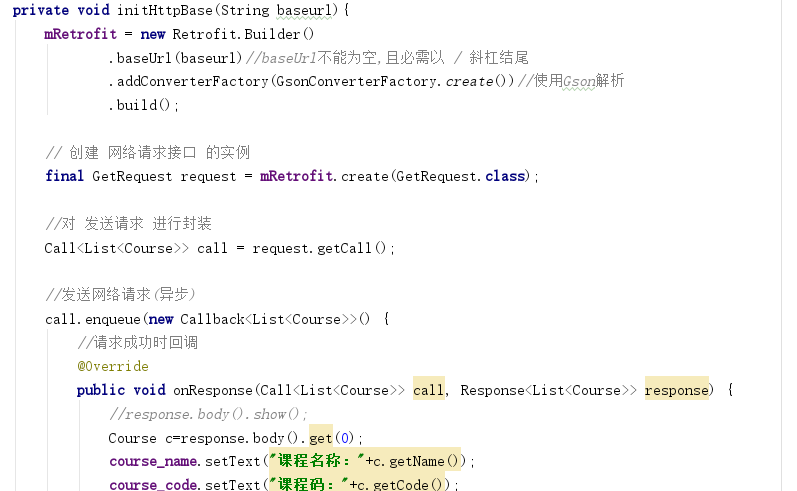 private void initHttpBase(String baseurl){
mRetrofit = new Retrofit.Builder()
.baseUrl(baseurl)//baseUrl不能为空,且必需以 / 斜杠结尾
.addConverterFactory(GsonConverterFactory.create())//使用Gson解析
.build();
// 创建 网络请求接口 的实例
final GetRequest request = mRetrofit.create(GetRequest.class);
//对 发送请求 进行封装
Call<List<Course>> call = request.getCall();
//发送网络请求(异步)
call.enqueue(new Callback<List<Course>>() {
//请求成功时回调
@Override
public void onResponse(Call<List<Course>> call, Response<List<Course>> response) {
//response.body().show();
Course c=response.body().get(0);
course_name.setText("课程名称："+c.getName());
course_code.setText("课程码："+c.getCode());